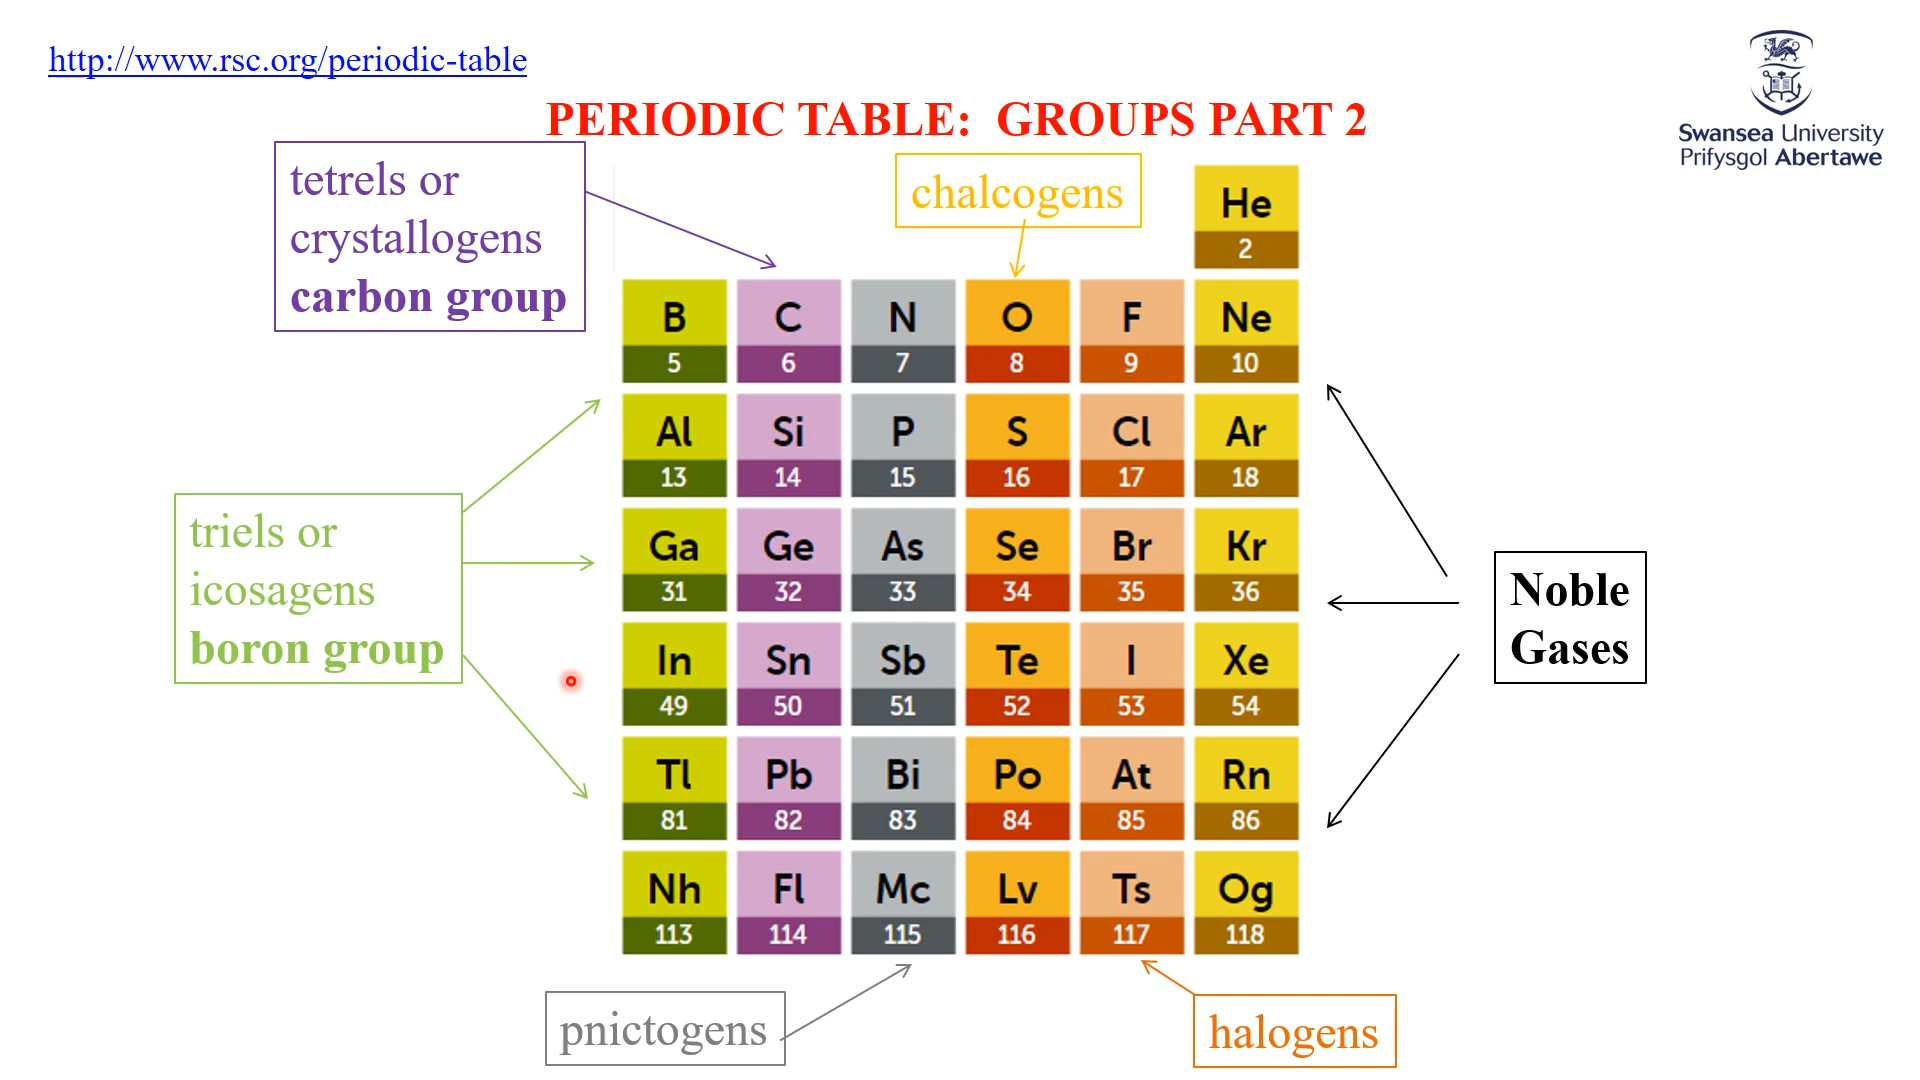 http://www.rsc.org/periodic-table
Swansea University
Prifysgol Abertawe
PERIODIC TABLE: GROUPS PART 2
tetrels or
crystallogens
carbon group
chalcogens
He
2
B C N O F Ne
5 6 7 8 9 10
Al Si P S Cl Ar
13 14 15 16 17 18
triels or
icosagens
boron group
Ga Ge As Se Br Kr
31 32 33 34 35 36
Noble
Gases
In Sn Sb Te I Xe
49 50 51 52 53 54
Tl Pb Bi Po At Rn
81 82 83 84 85 86
Nh Fl Mc Lv Ts Og
113 114 115 116 117 118
pnictogens
halogens